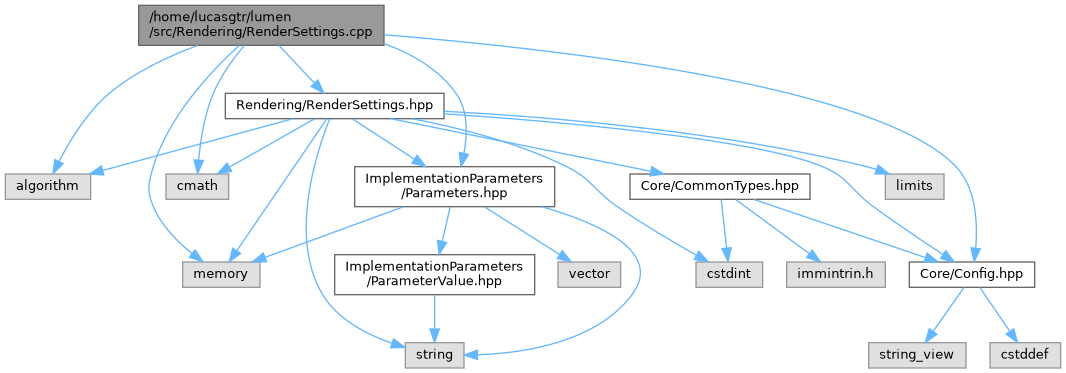 /home/lucasgtr/lumen
/src/Rendering/RenderSettings.cpp
Rendering/RenderSettings.hpp
algorithm
cmath
ImplementationParameters
/Parameters.hpp
Core/CommonTypes.hpp
limits
memory
ImplementationParameters
/ParameterValue.hpp
vector
cstdint
immintrin.h
Core/Config.hpp
string
string_view
cstddef